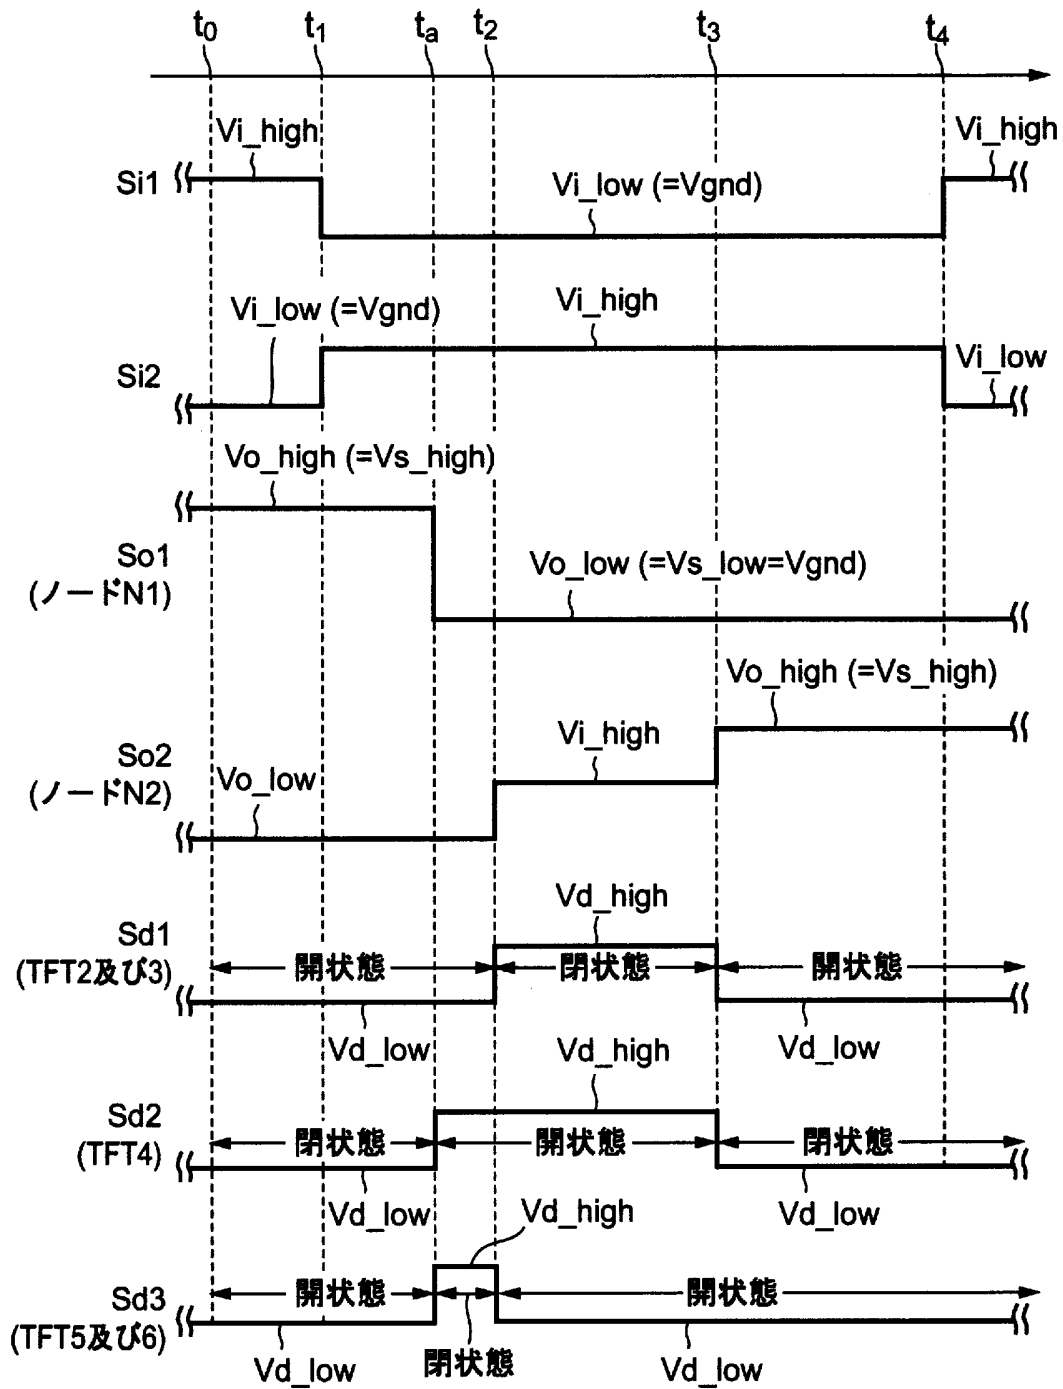 t0 t1 ta t2 t3 t4
Vi_high Vi_high
Si1 Vi_low (=Vgnd)
Vi_low (=Vgnd) Vi_high
Si2 Vi_low
Vo_high (=Vs_high)
So1
(ノードN1) Vo_low (=Vs_low=Vgnd)
Vo_high (=Vs_high)
So2 Vi_high
(ノードN2) Vo_low
Vd_high
Sd1
(TFT2及び3) 開状態 閉状態 開状態
Vd_low Vd_low
Vd_high
Sd2
(TFT4) 閉状態 開状態 閉状態
Vd_low Vd_low
Vd_high
Sd3 開状態 開状態
(TFT5及び6)
Vd_low 閉状態 Vd_low